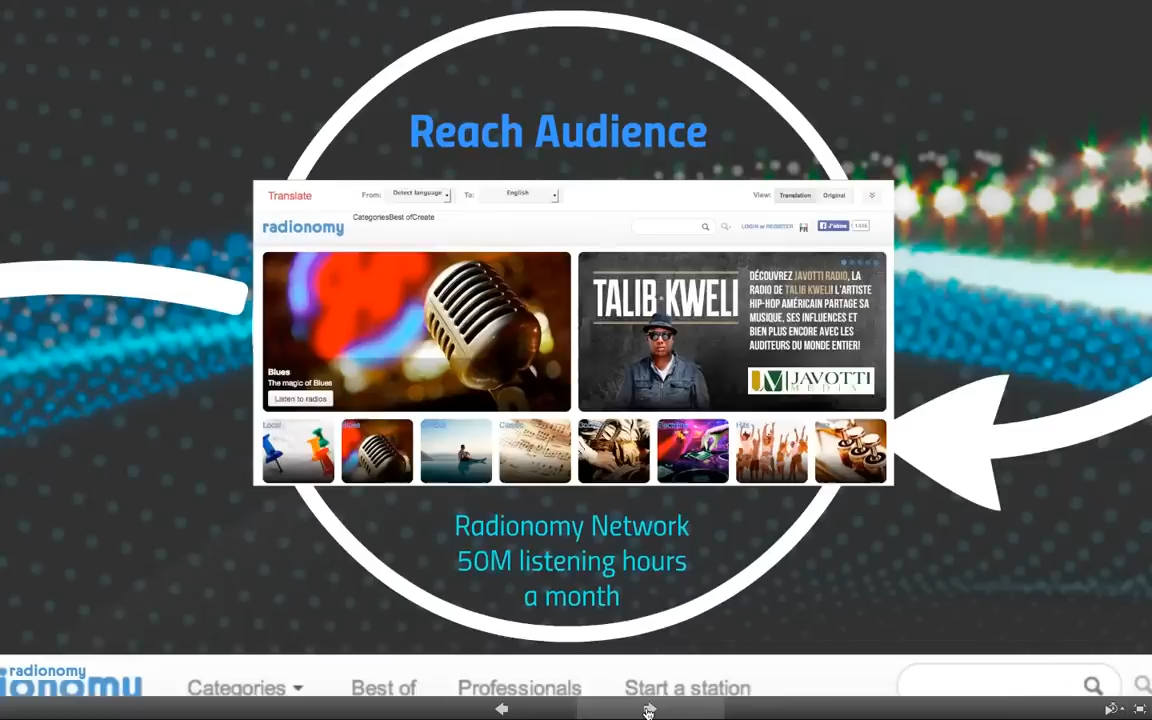 Reach Audience
Translate
From:
Detect language
To:
English
View:
Translation
Original
radionomy
CategoriesBest ofCreate
LOGIN or REGISTER
FR
J'aime
TALIB KWELI
DÉCOUVREZ JAVOTTI RADIO, LA
RADIO DE TALIB KWELI! L'ARTISTE
HIP-HOP AMÉRICAIN PARTAGE SA
MUSIQUE, SES INFLUENCES ET
BIEN PLUS ENCORE AVEC LES
AUDITEURS DU MONDE ENTIER!
JM JAVOTTI
MEDIA
Blues
The magic of Blues
Listen to radios
Local
Blues
Classic
Electronic
Hits
Radionomy Network
50M listening hours
a month
radionomy
ionomy
Categories
Best of
Professionals
Start a station